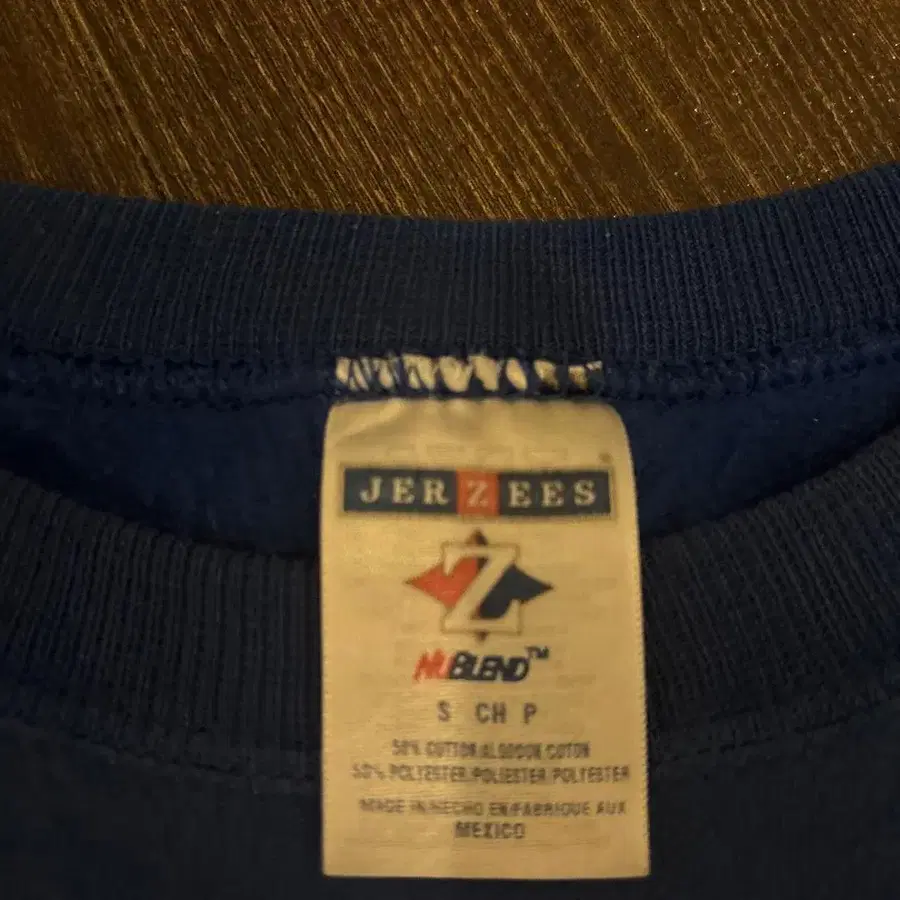 JERZEES
Z
NUBLEND™
S CH P
50% COTTON/ALGODON/COTON
50% POLYESTER/POLIESTER/POLYESTER
MADE IN/HECHO EN/FABRIQUE AUX
MEXICO